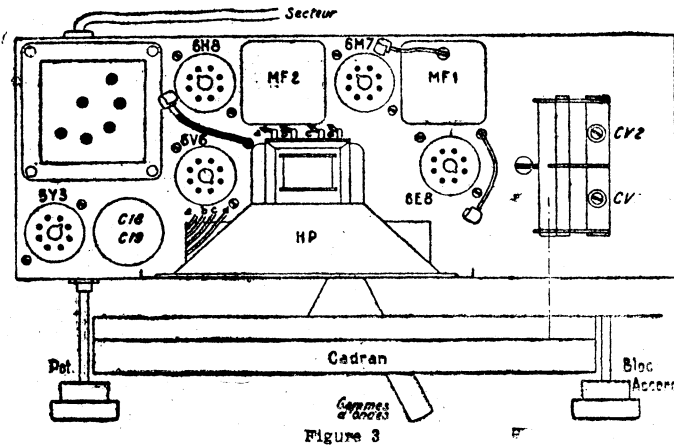 Secteur
6H8
MF2
6M7
MF1
6V6
6E8
CV2
CV
5Y3
C18
C19
a b c d
HP
Pot.
Cadran
Bloc
Accord
Gammes
d'ondes
Figure 3